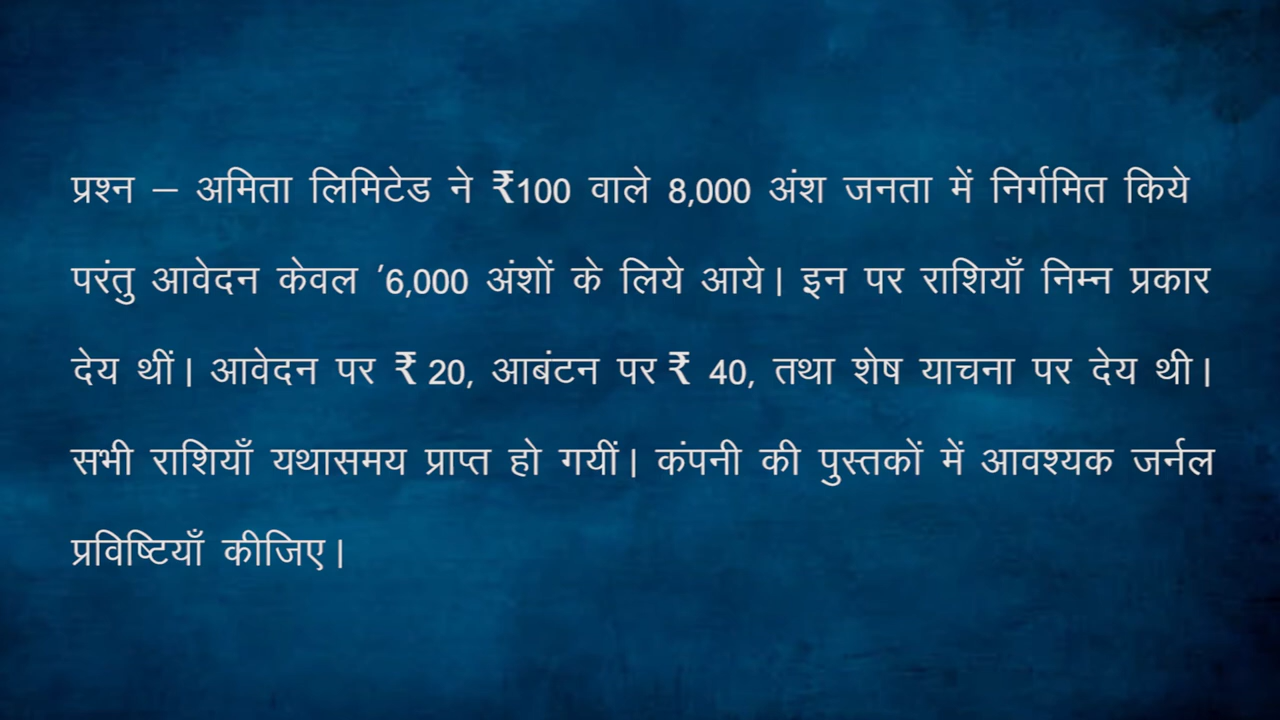 प्रश्न – अमिता लिमिटेड ने ₹100 वाले 8,000 अंश जनता में निर्गमित किये
परंतु आवेदन केवल ’6,000 अंशों के लिये आये। इन पर राशियाँ निम्न प्रकार
देय थीं। आवेदन पर ₹ 20, आबंटन पर ₹ 40, तथा शेष याचना पर देय थी।
सभी राशियाँ यथासमय प्राप्त हो गयीं। कंपनी की पुस्तकों में आवश्यक जर्नल
प्रविष्टियाँ कीजिए।